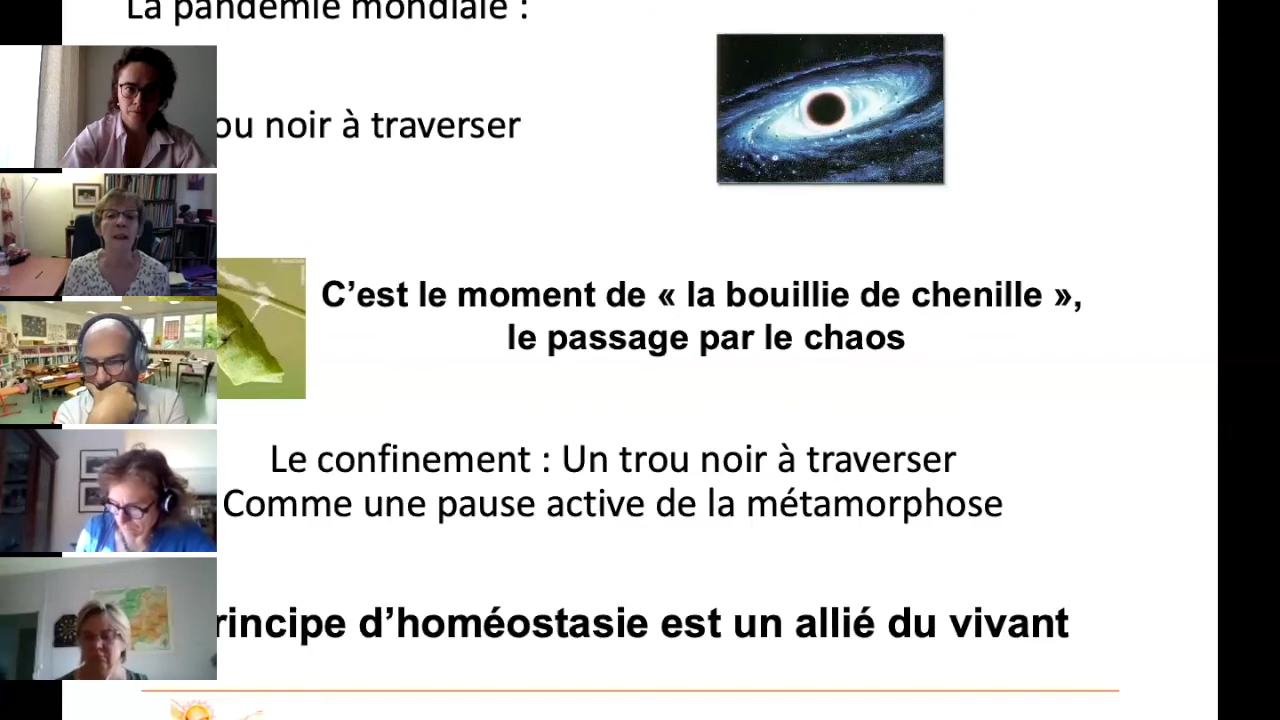 La pandémie mondiale :
ou noir à traverser
C’est le moment de « la bouillie de chenille »,
le passage par le chaos
Le confinement : Un trou noir à traverser
Comme une pause active de la métamorphose
rincipe d’homéostasie est un allié du vivant